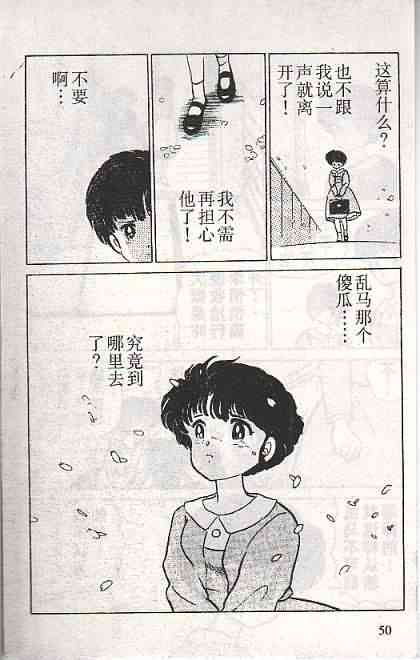 这算什么？
也不跟
我说一
声就离
开了！
我不需
再担心
他了！
不要
啊…
乱马那个
傻瓜……
究竟到
哪里去
了？
50